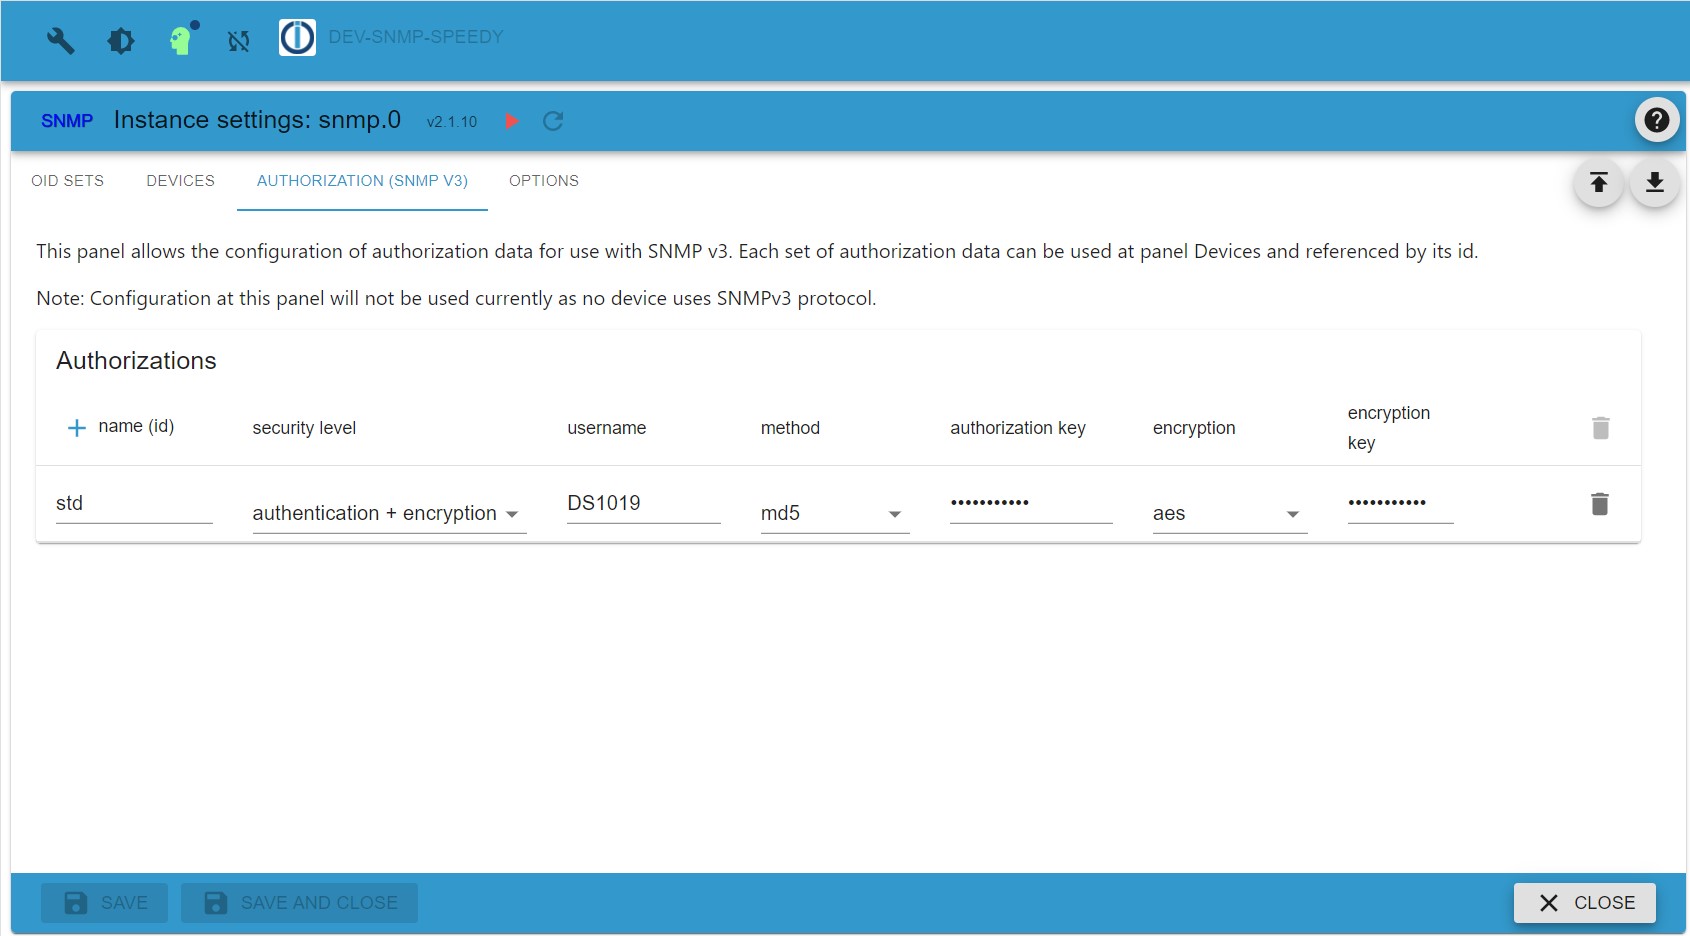 DEV-SNMP-SPEEDY
SNMP Instance settings: snmp.0 v2.1.10
OID SETS DEVICES AUTHORIZATION (SNMP V3) OPTIONS
This panel allows the configuration of authorization data for use with SNMP v3. Each set of authorization data can be used at panel Devices and referenced by its id.
Note: Configuration at this panel will not be used currently as no device uses SNMPv3 protocol.
Authorizations
name (id) security level username method authorization key encryption encryption key
std authentication + encryption DS1019 md5 ••••••••••• aes •••••••••••
SAVE SAVE AND CLOSE CLOSE